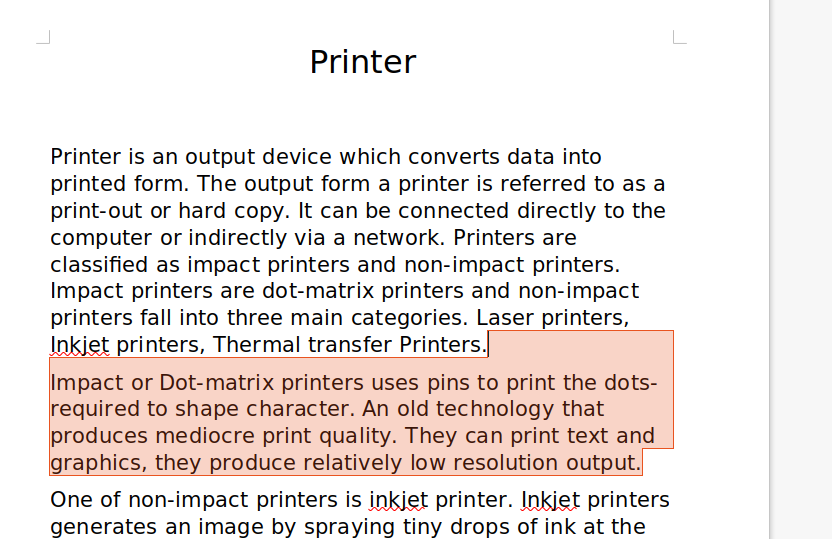 Printer
Printer is an output device which converts data into
printed form. The output form a printer is referred to as a
print-out or hard copy. It can be connected directly to the
computer or indirectly via a network. Printers are
classified as impact printers and non-impact printers.
Impact printers are dot-matrix printers and non-impact
printers fall into three main categories. Laser printers,
Inkjet printers, Thermal transfer Printers.
Impact or Dot-matrix printers uses pins to print the dots-
required to shape character. An old technology that
produces mediocre print quality. They can print text and
graphics, they produce relatively low resolution output.
One of non-impact printers is inkjet printer. Inkjet printers
generates an image by spraying tiny drops of ink at the